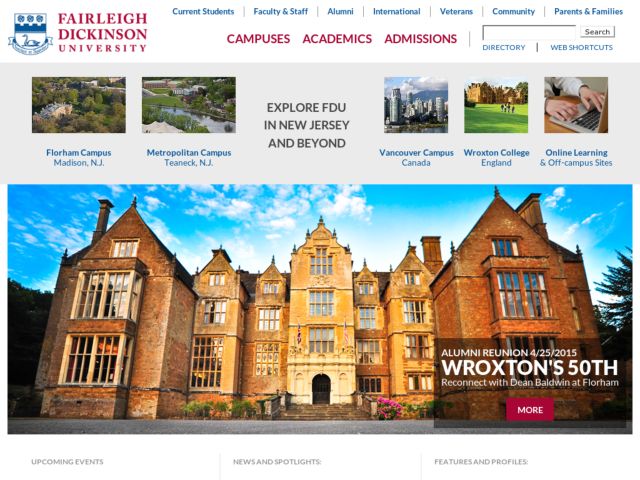 FAIRLEIGH
DICKINSON
UNIVERSITY
Current Students
Faculty & Staff
Alumni
International
Veterans
Community
Parents & Families
CAMPUSES
ACADEMICS
ADMISSIONS
Search
DIRECTORY
WEB SHORTCUTS
Florham Campus
Madison, N.J.
Metropolitan Campus
Teaneck, N.J.
EXPLORE FDU
IN NEW JERSEY
AND BEYOND
Vancouver Campus
Canada
Wroxton College
England
Online Learning
& Off-campus Sites
ALUMNI REUNION 4/25/2015
WROXTON'S 50TH
Reconnect with Dean Baldwin at Florham
MORE
UPCOMING EVENTS
NEWS AND SPOTLIGHTS:
FEATURES AND PROFILES: